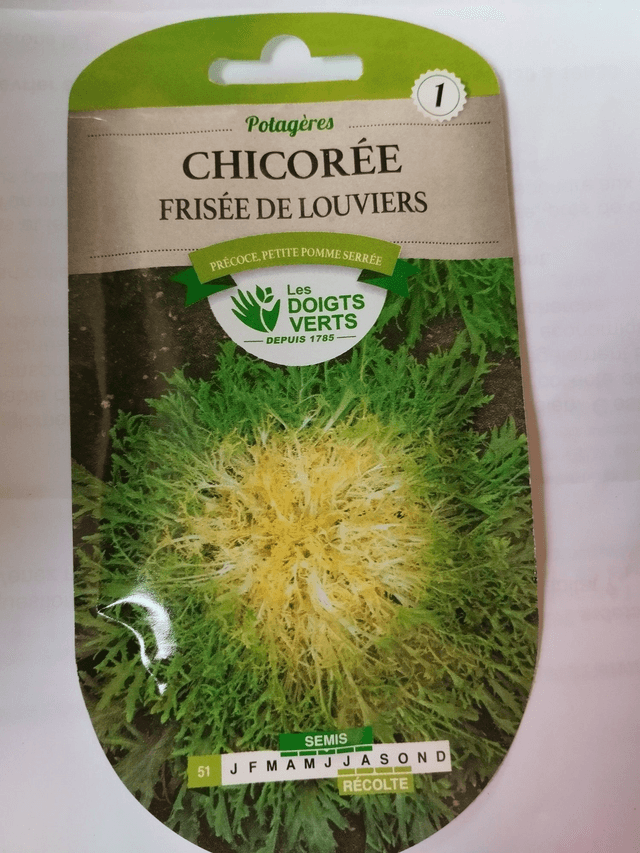 1
Potagères
CHICORÉE
FRISÉE DE LOUVIERS
PRÉCOCE, PETITE POMME SERRÉE
Les
DOIGTS
VERTS
DEPUIS 1785
SEMIS
51 J F M A M J J A S O N D
RÉCOLTE